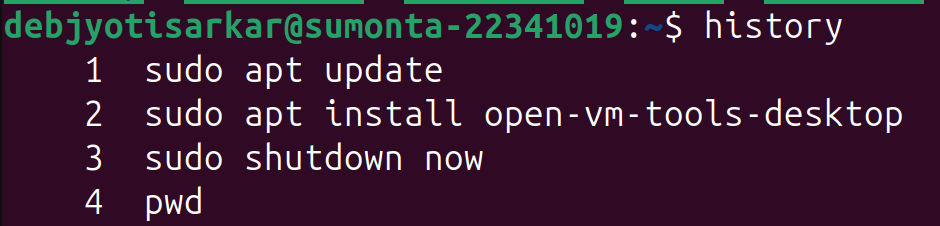 debjyotisarkar@sumonta-22341019:~$ history
1 sudo apt update
2 sudo apt install open-vm-tools-desktop
3 sudo shutdown now
4 pwd